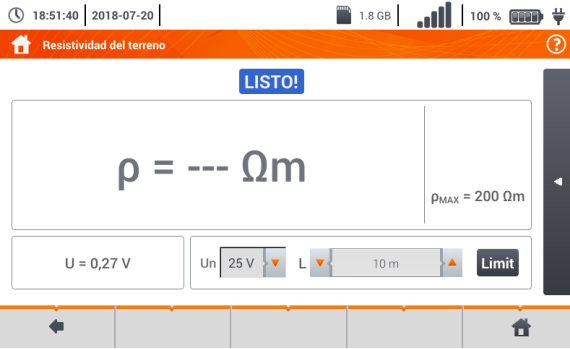 18:51:40 2018-07-20 1.8 GB 100 %
Resistividad del terreno ?
LISTO!
ρ = --- Ωm
ρMAX = 200 Ωm
U = 0,27 V Un 25 V L 10 m Limit